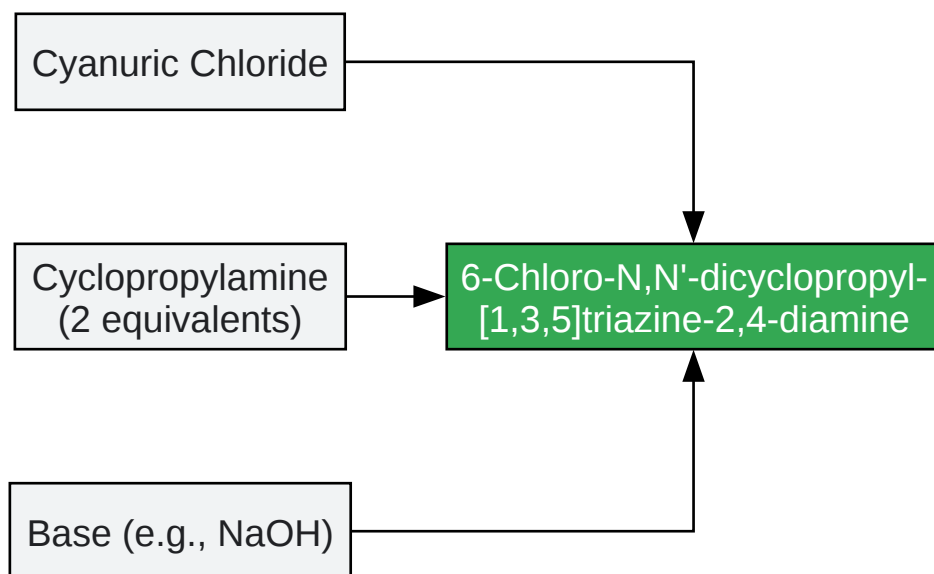 Cyanuric Chloride
Cyclopropylamine
(2 equivalents)
6-Chloro-N,N'-dicyclopropyl-
[1,3,5]triazine-2,4-diamine
Base (e.g., NaOH)